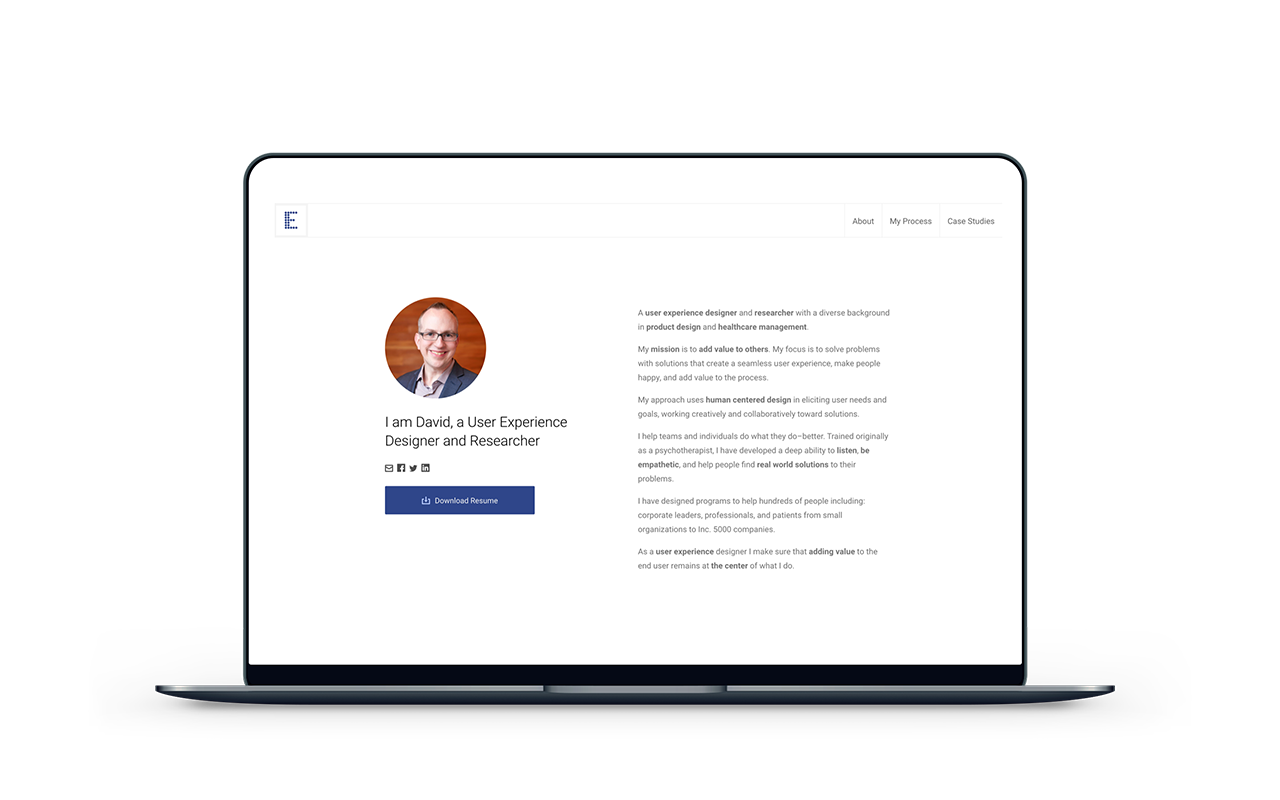 E
About
My Process
Case Studies
I am David, a User Experience
Designer and Researcher
Download Resume
A user experience designer and researcher with a diverse background
in product design and healthcare management.
My mission is to add value to others. My focus is to solve problems
with solutions that create a seamless user experience, make people
happy, and add value to the process.
My approach uses human centered design in eliciting user needs and
goals, working creatively and collaboratively toward solutions.
I help teams and individuals do what they do–better. Trained originally
as a psychotherapist, I have developed a deep ability to listen, be
empathetic, and help people find real world solutions to their
problems.
I have designed programs to help hundreds of people including:
corporate leaders, professionals, and patients from small
organizations to Inc. 5000 companies.
As a user experience designer I make sure that adding value to the
end user remains at the center of what I do.